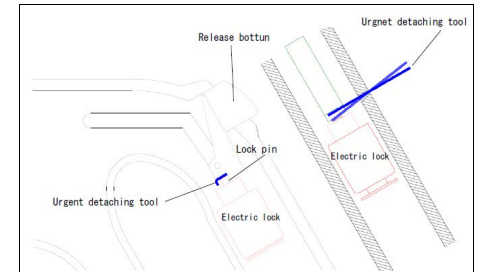 Urgnet detaching tool
Release bottun
Lock pin
Electric lock
Urgent detaching tool
Electric lock